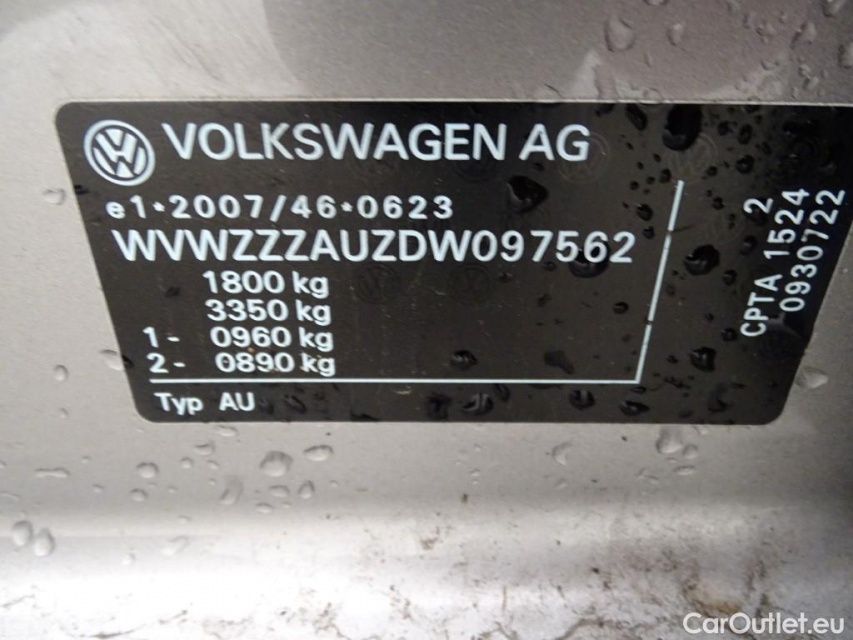 VOLKSWAGEN AG
e1*2007/46*0623
WVWZZZAUZDW097562
1800 kg
3350 kg
1- 0960 kg
2- 0890 kg
Typ AU
2
CPTA 1524
0930722
CarOutlet.eu